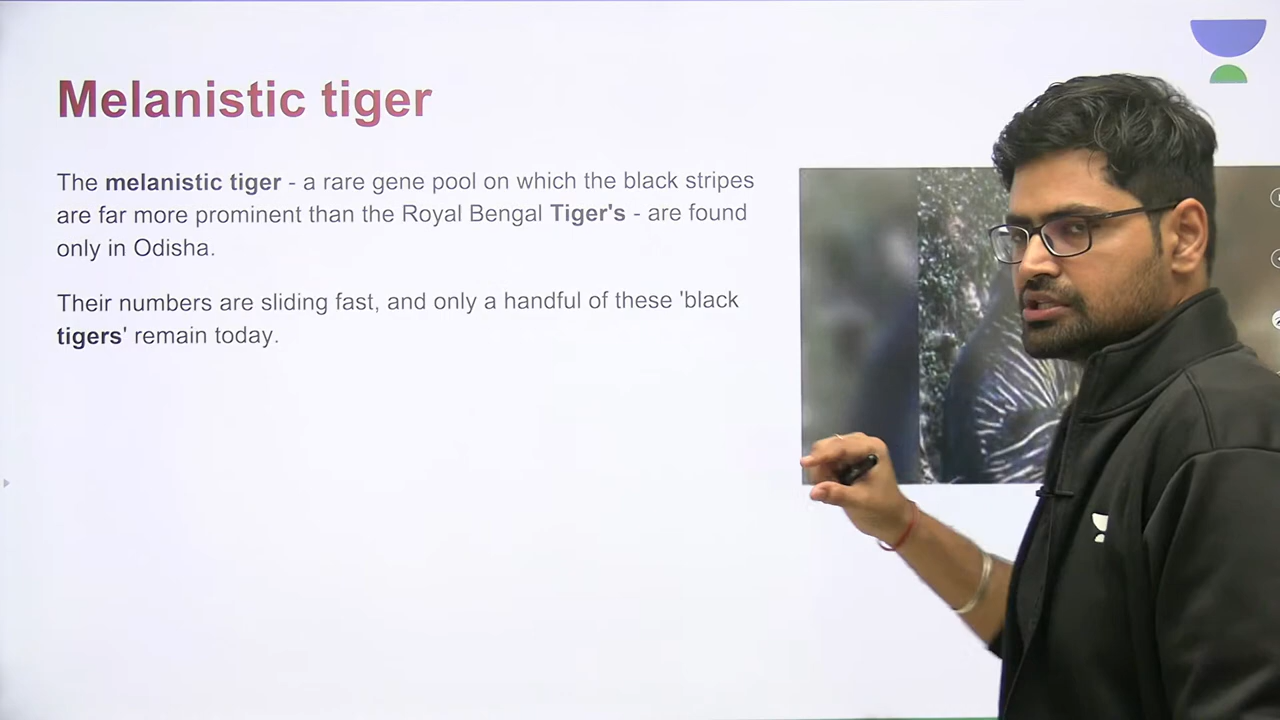 Melanistic tiger
The melanistic tiger - a rare gene pool on which the black stripes
are far more prominent than the Royal Bengal Tiger's - are found
only in Odisha.
Their numbers are sliding fast, and only a handful of these 'black
tigers' remain today.